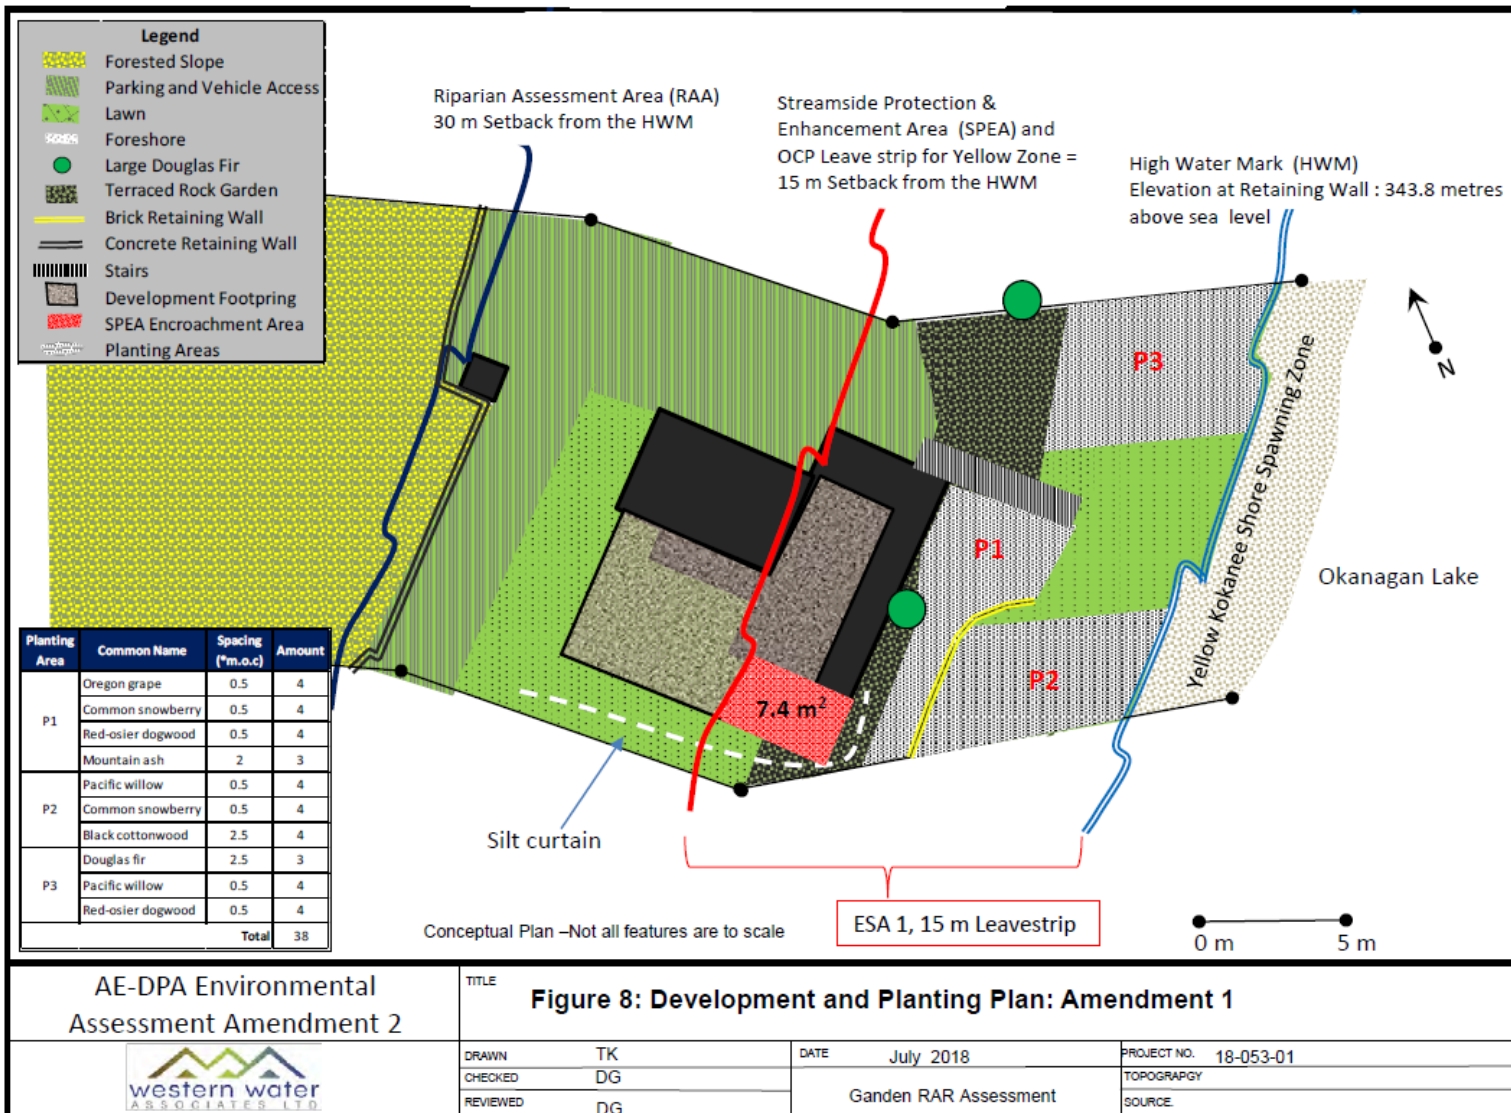 Legend
Forested Slope
Parking and Vehicle Access
Lawn
Foreshore
Large Douglas Fir
Terraced Rock Garden
Brick Retaining Wall
Concrete Retaining Wall
Stairs
Development Footpring
SPEA Encroachment Area
Planting Areas
Riparian Assessment Area (RAA)
30 m Setback from the HWM
Streamside Protection &
Enhancement Area (SPEA) and
OCP Leave strip for Yellow Zone =
15 m Setback from the HWM
High Water Mark (HWM)
Elevation at Retaining Wall : 343.8 metres
above sea level
N
P3
P1
P2
7.4 m²
Yellow Kokanee Shore Spawning Zone
Okanagan Lake
Silt curtain
Planting Area Common Name Spacing (*m.o.c) Amount
P1 Oregon grape 0.5 4
Common snowberry 0.5 4
Red-osier dogwood 0.5 4
Mountain ash 2 3
P2 Pacific willow 0.5 4
Common snowberry 0.5 4
Black cottonwood 2.5 4
P3 Douglas fir 2.5 3
Pacific willow 0.5 4
Red-osier dogwood 0.5 4
Total 38
Conceptual Plan –Not all features are to scale
ESA 1, 15 m Leavestrip
0 m 5 m
AE-DPA Environmental
Assessment Amendment 2
western water
ASSOCIATES LTD
TITLE
Figure 8: Development and Planting Plan: Amendment 1
DRAWN TK
CHECKED DG
REVIEWED DG
DATE July 2018
Ganden RAR Assessment
PROJECT NO. 18-053-01
TOPOGRAPGY
SOURCE.